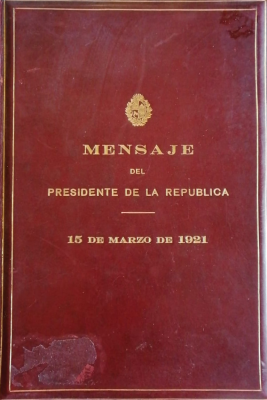 MENSAJE
DEL
PRESIDENTE DE LA REPUBLICA
15 DE MARZO DE 1921